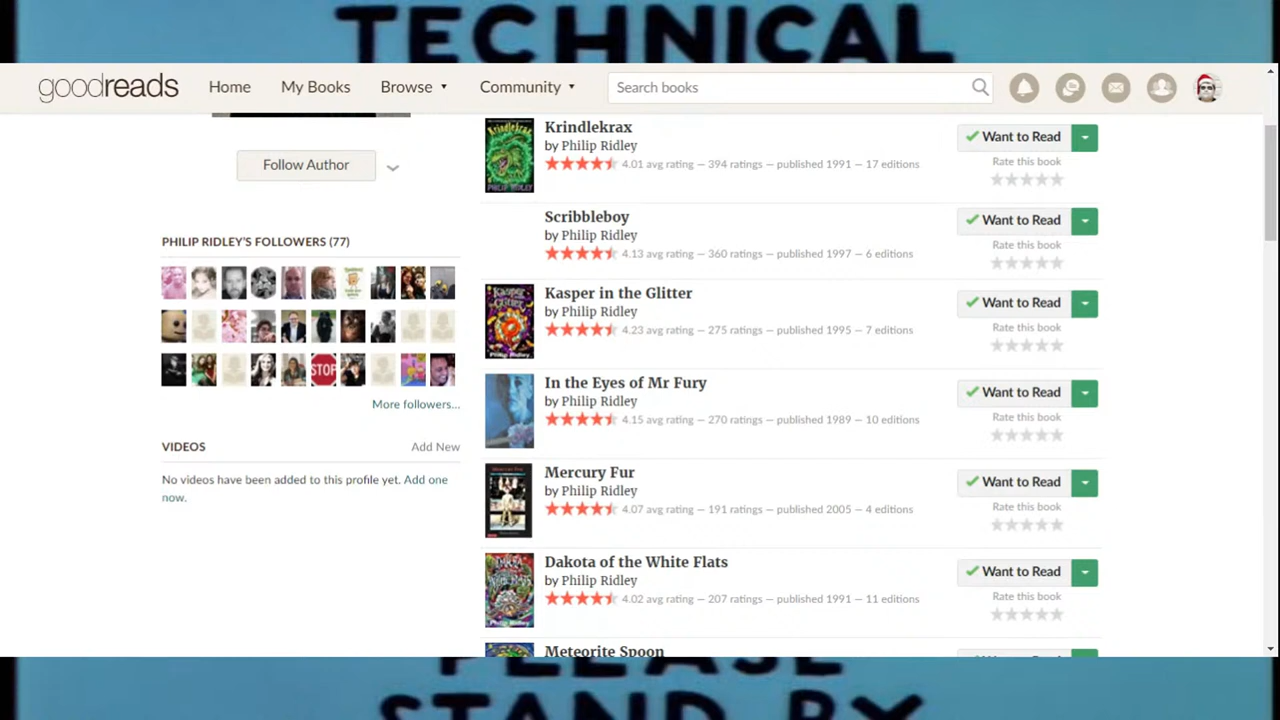 TECHNICAL
goodreads Home My Books Browse Community Search books
Follow Author
PHILIP RIDLEY'S FOLLOWERS (77)
STOP
More followers...
VIDEOS Add New
No videos have been added to this profile yet. Add one
now.
Krindlekrax
by Philip Ridley
4.01 avg rating — 394 ratings — published 1991 — 17 editions
Want to Read
Rate this book
Scribbleboy
by Philip Ridley
4.13 avg rating — 360 ratings — published 1997 — 6 editions
Want to Read
Rate this book
Kasper in the Glitter
by Philip Ridley
4.23 avg rating — 275 ratings — published 1995 — 7 editions
Want to Read
Rate this book
In the Eyes of Mr Fury
by Philip Ridley
4.15 avg rating — 270 ratings — published 1989 — 10 editions
Want to Read
Rate this book
Mercury Fur
by Philip Ridley
4.07 avg rating — 191 ratings — published 2005 — 4 editions
Want to Read
Rate this book
Dakota of the White Flats
by Philip Ridley
4.02 avg rating — 207 ratings — published 1991 — 11 editions
Want to Read
Rate this book
Meteorite Spoon
PLEASE
STAND BY